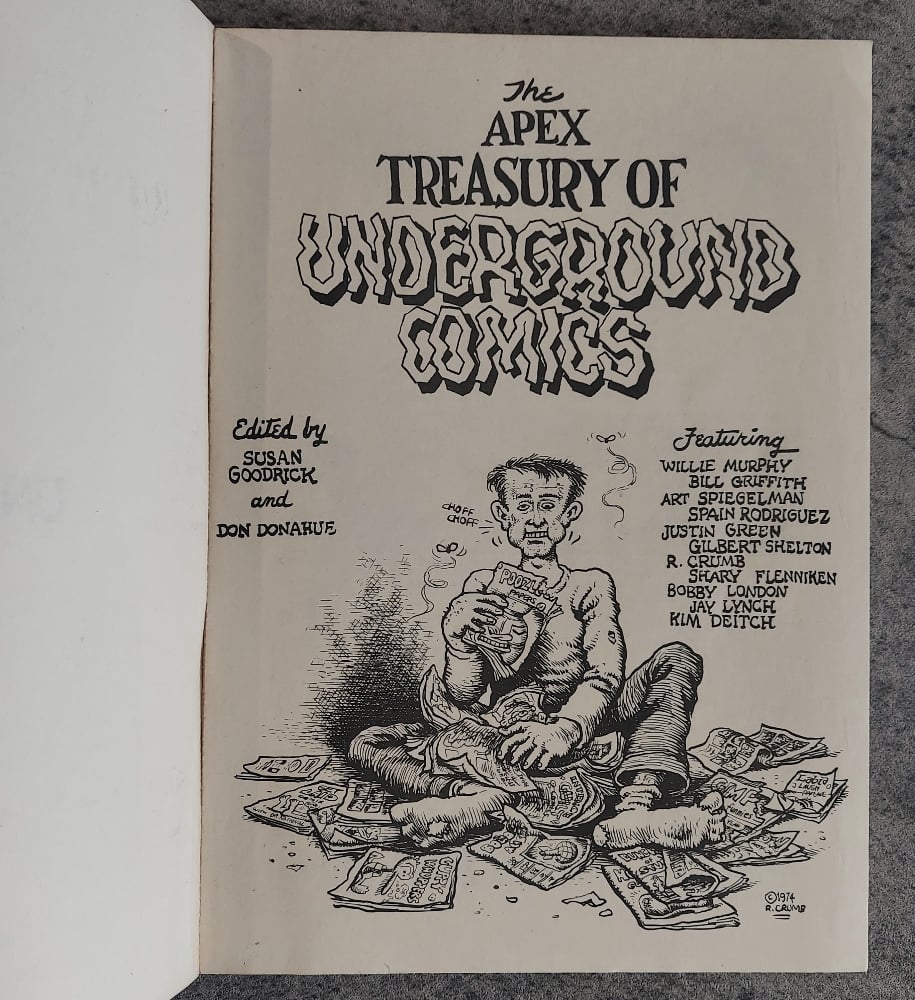 The
APEX
TREASURY OF
UNDERGROUND
COMICS
Edited by
SUSAN
GOODRICK
and
DON DONAHUE
Featuring
WILLIE MURPHY
BILL GRIFFITH
ART SPIEGELMAN
SPAIN RODRIGUEZ
JUSTIN GREEN
GILBERT SHELTON
R. CRUMB
SHARY FLENNIKEN
BOBBY LONDON
JAY LYNCH
KIM DEITCH
CHOFF
CHOFF
©1974
R. CRUMB